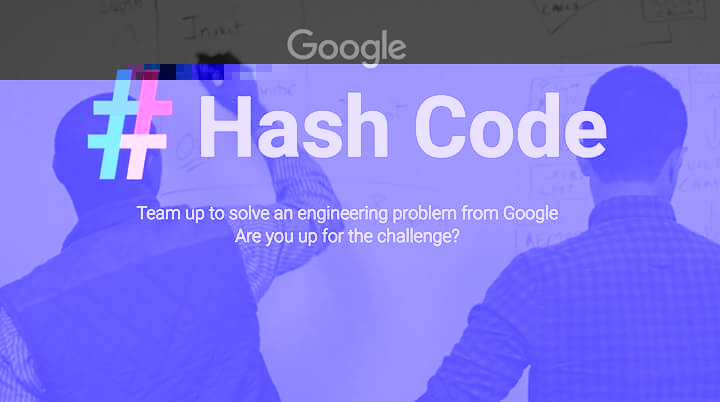 Google
# Hash Code
Team up to solve an engineering problem from Google
Are you up for the challenge?